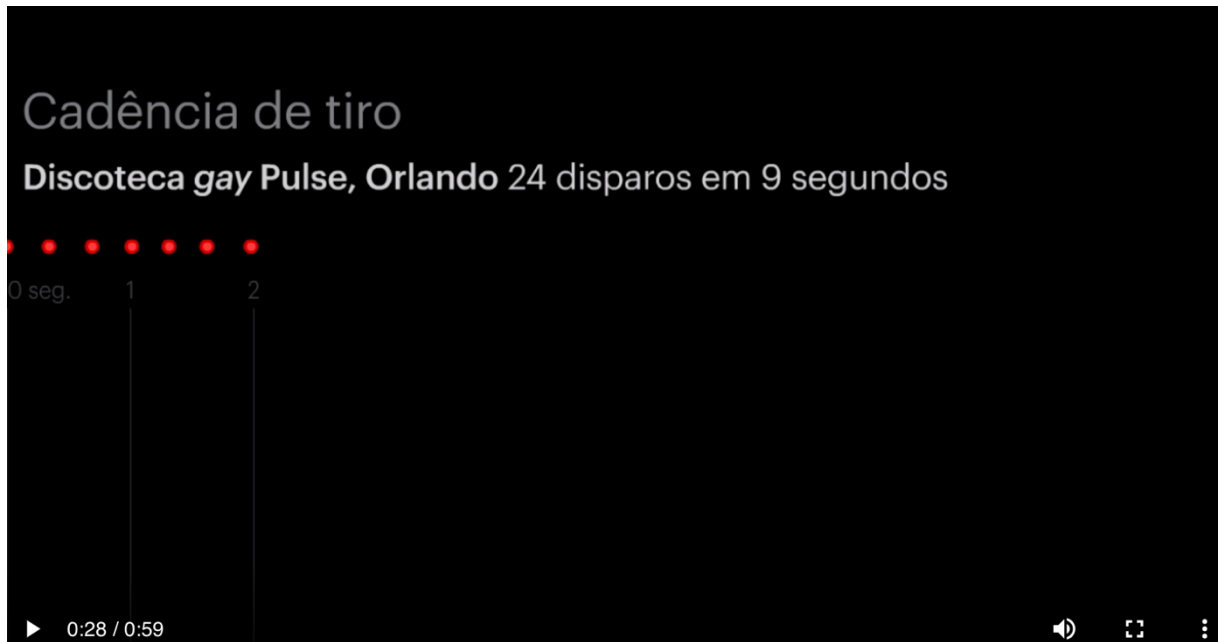 Cadência de tiro
Discoteca gay Pulse, Orlando 24 disparos em 9 segundos
0 seg. 1 2
0:28 / 0:59